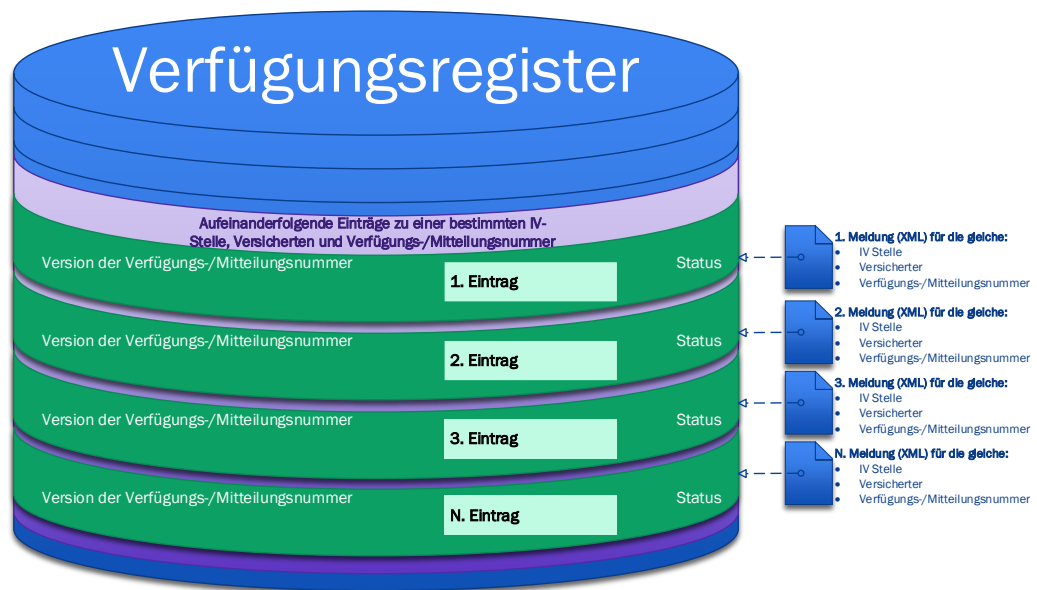 Verfügungsregister
Aufeinanderfolgende Einträge zu einer bestimmten IV-
Stelle, Versicherten und Verfügungs-/Mitteilungsnummer
Version der Verfügungs-/Mitteilungsnummer
1. Eintrag
Status
Version der Verfügungs-/Mitteilungsnummer
2. Eintrag
Status
Version der Verfügungs-/Mitteilungsnummer
3. Eintrag
Status
Version der Verfügungs-/Mitteilungsnummer
N. Eintrag
Status
1. Meldung (XML) für die gleiche:
• IV Stelle
• Versicherter
• Verfügungs-/Mitteilungsnummer
2. Meldung (XML) für die gleiche:
• IV Stelle
• Versicherter
• Verfügungs-/Mitteilungsnummer
3. Meldung (XML) für die gleiche:
• IV Stelle
• Versicherter
• Verfügungs-/Mitteilungsnummer
N. Meldung (XML) für die gleiche:
• IV Stelle
• Versicherter
• Verfügungs-/Mitteilungsnummer